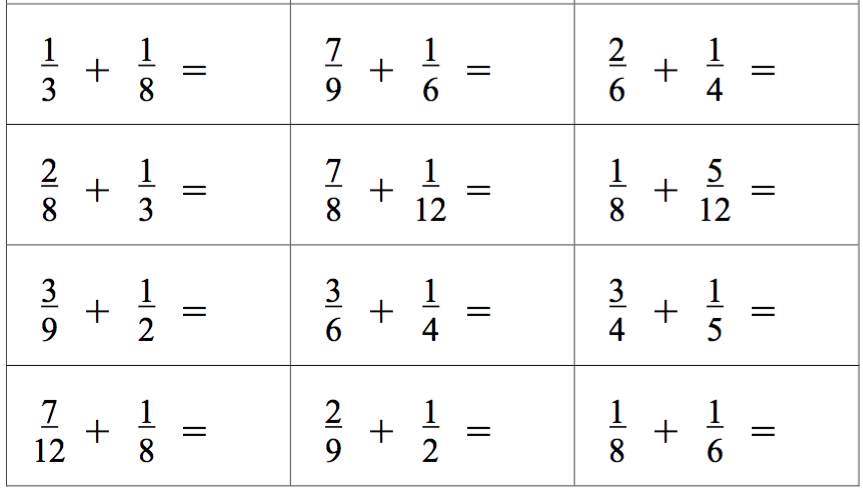 1/3 + 1/8 = 7/9 + 1/6 = 2/6 + 1/4 =
2/8 + 1/3 = 7/8 + 1/12 = 1/8 + 5/12 =
3/9 + 1/2 = 3/6 + 1/4 = 3/4 + 1/5 =
7/12 + 1/8 = 2/9 + 1/2 = 1/8 + 1/6 =